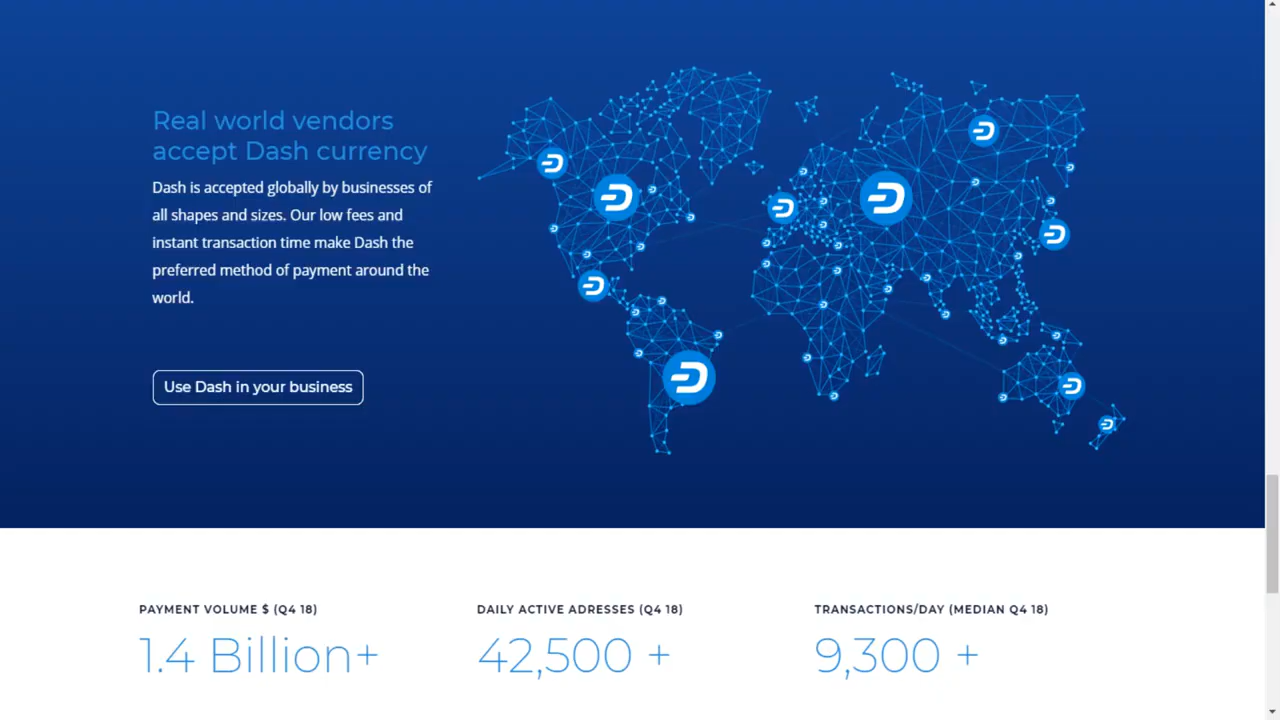 Real world vendors
accept Dash currency
Dash is accepted globally by businesses of
all shapes and sizes. Our low fees and
instant transaction time make Dash the
preferred method of payment around the
world.
Use Dash in your business
PAYMENT VOLUME $ (Q4 18)
1.4 Billion+
DAILY ACTIVE ADRESSES (Q4 18)
42,500 +
TRANSACTIONS/DAY (MEDIAN Q4 18)
9,300 +